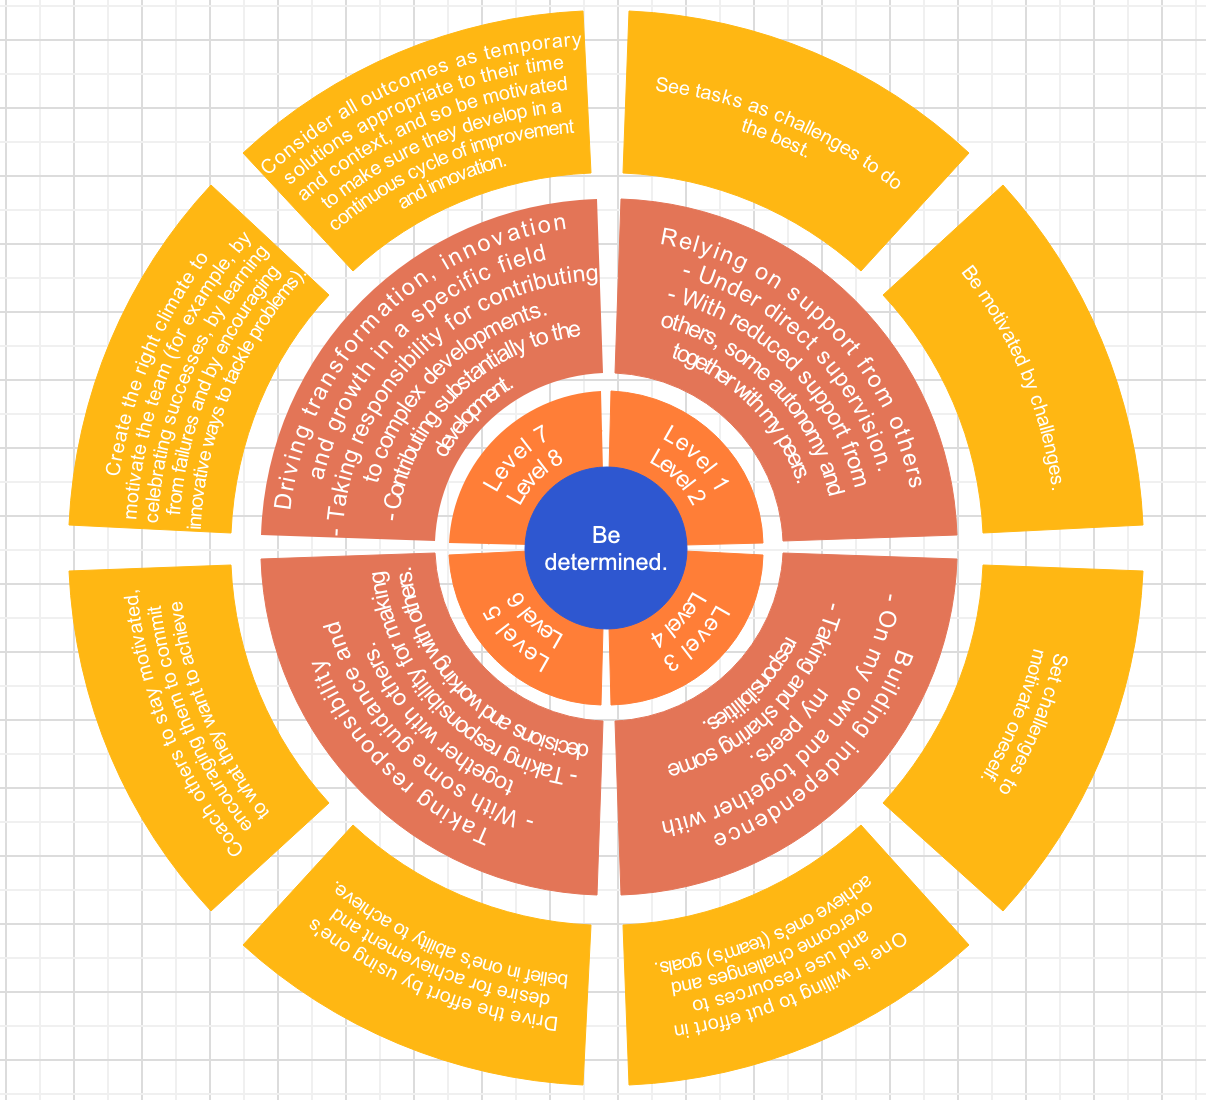 Be
determined.
Level 1
Level 2
Level 3
Level 4
Level 5
Level 6
Level 7
Level 8
Relying on support from others
- Under direct supervision.
- With reduced support from
others, some autonomy and
together with my peers.
Building independence
- On my own and together with
my peers.
- Taking and sharing some
responsibilities.
Taking responsibility
- With some guidance and
together with others.
- Taking responsibility for making
decisions and working with others.
Driving transformation, innovation
and growth in a specific field
- Taking responsibility for contributing
to complex developments.
- Contributing substantially to the
development.
See tasks as challenges to do
the best.
Be motivated by challenges.
Set challenges to
motivate oneself.
One is willing to put effort in
and use resources to
overcome challenges and
achieve one's (team's) goals.
Drive the effort by using one's
desire for achievement and
belief in one's ability to achieve.
Coach others to stay motivated,
encouraging them to commit
to what they want to achieve
Create the right climate to
motivate the team (for example, by
celebrating successes, by learning
from failures and by encouraging
innovative ways to tackle problems).
Consider all outcomes as temporary
solutions appropriate to their time
and context, and so be motivated
to make sure they develop in a
continuous cycle of improvement
and innovation.